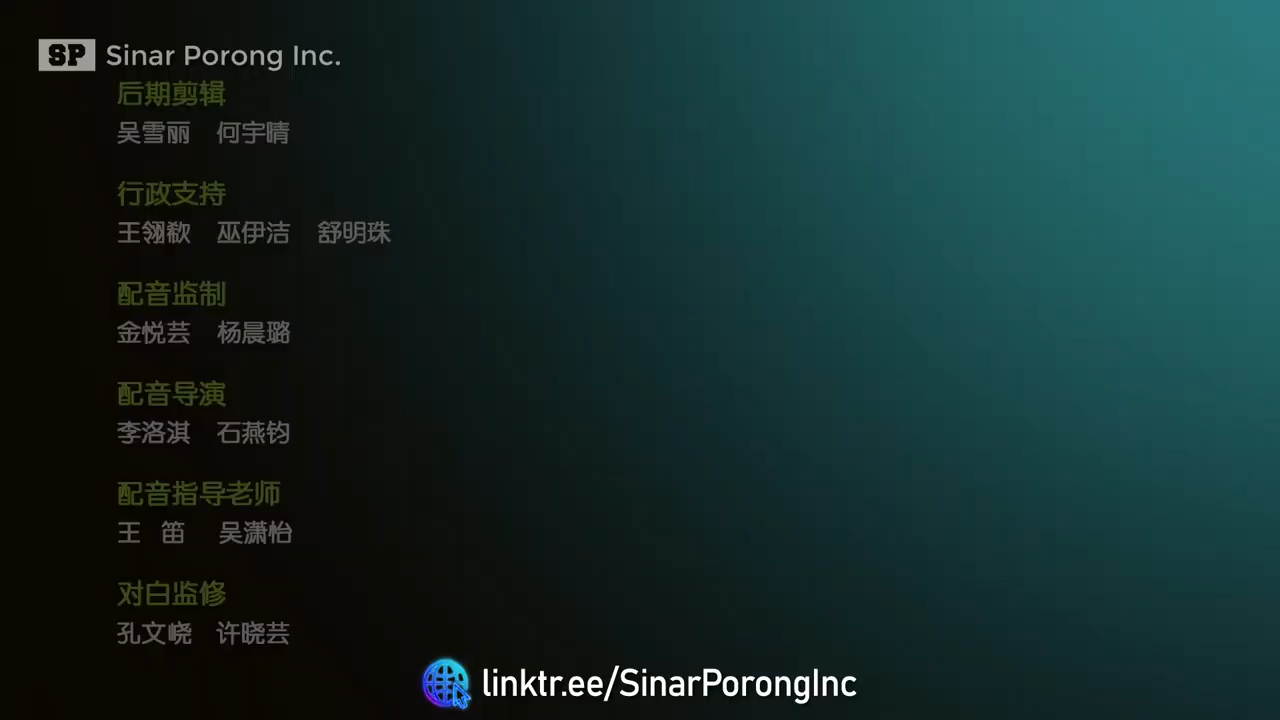 SP Sinar Porong Inc.
后期剪辑
吴雪丽 何宇晴
行政支持
王翎欷 巫伊洁 舒明珠
配音监制
金悦芸 杨晨璐
配音导演
李洛淇 石燕钧
配音指导老师
王 笛 吴潇怡
对白监修
孔文峣 许晓芸
linktr.ee/SinarPorongInc